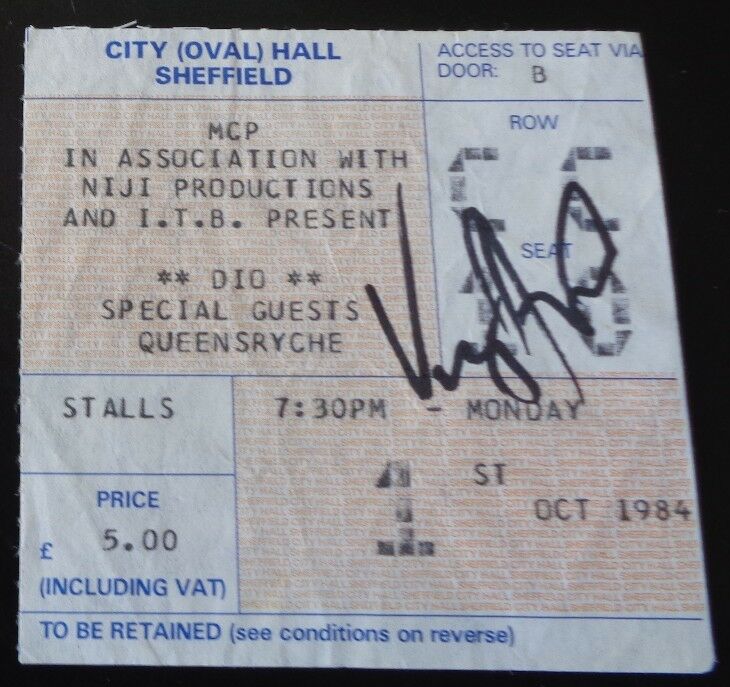 CITY (OVAL) HALL
SHEFFIELD
ACCESS TO SEAT VIA
DOOR: B
MCP
IN ASSOCIATION WITH
NIJI PRODUCTIONS
AND I.T.B. PRESENT
** DIO **
SPECIAL GUESTS
QUEENSRYCHE
ROW
SEAT
STALLS
7:30PM - MONDAY
1 ST
OCT 1984
PRICE
£ 5.00
(INCLUDING VAT)
TO BE RETAINED (see conditions on reverse)